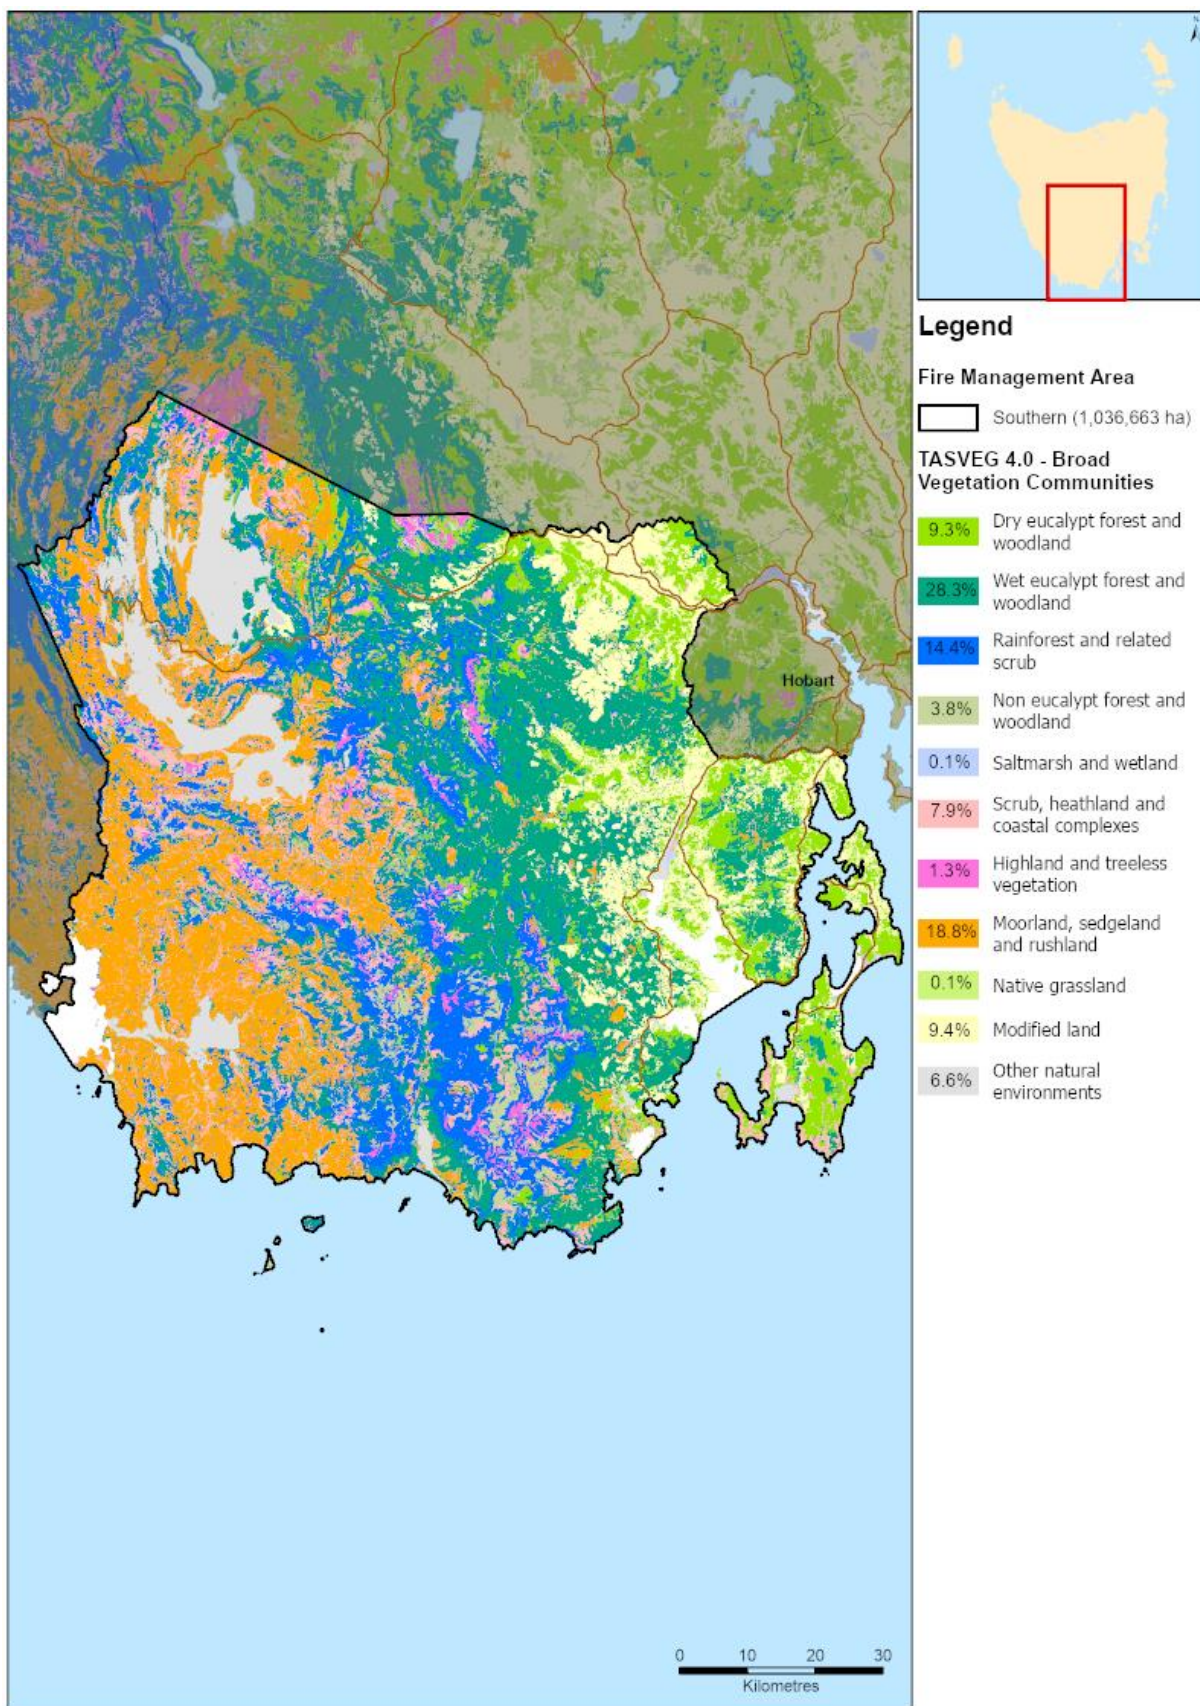 N
Legend
Fire Management Area
Southern (1,036,663 ha)
TASVEG 4.0 - Broad
Vegetation Communities
9.3% Dry eucalypt forest and
woodland
28.3% Wet eucalypt forest and
woodland
14.4% Rainforest and related
scrub
3.8% Non eucalypt forest and
woodland
0.1% Saltmarsh and wetland
7.9% Scrub, heathland and
coastal complexes
1.3% Highland and treeless
vegetation
18.8% Moorland, sedgeland
and rushland
0.1% Native grassland
9.4% Modified land
6.6% Other natural
environments
Hobart
0 10 20 30
Kilometres